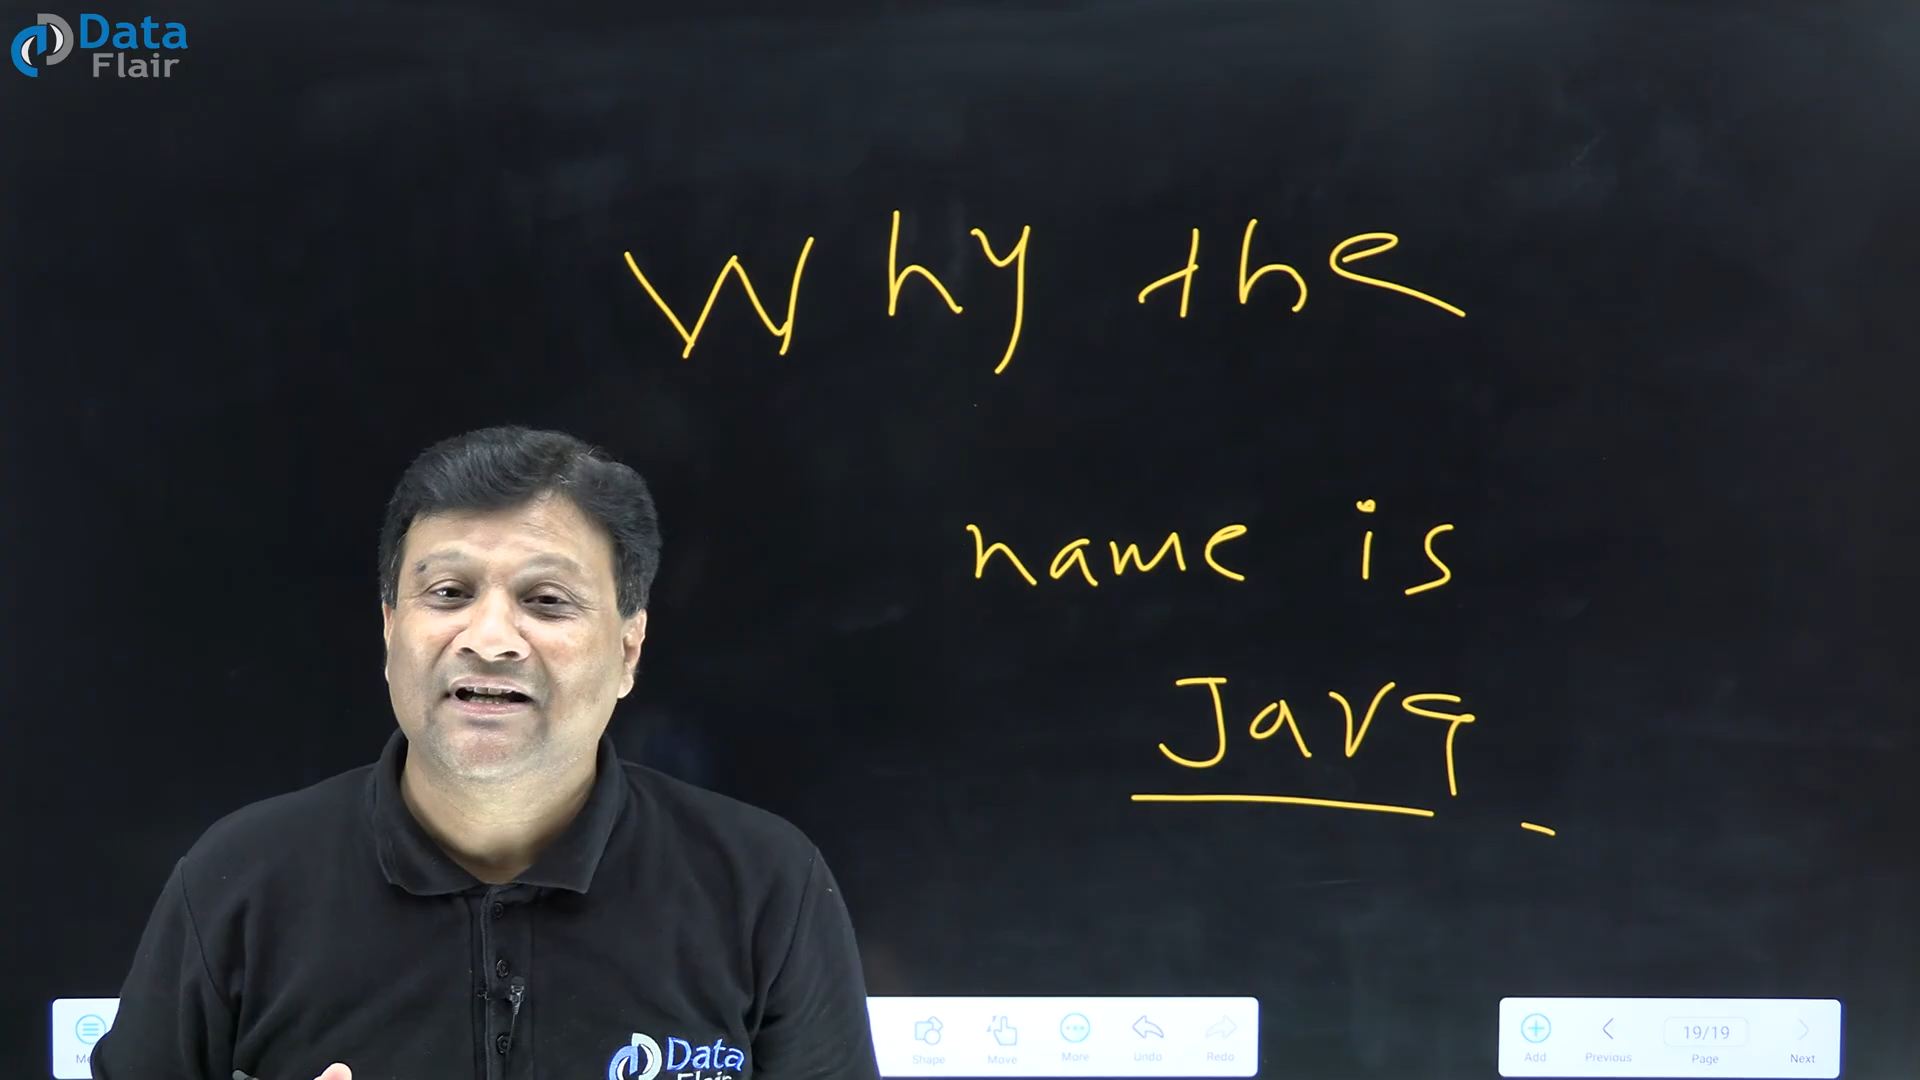 Data
Flair
Why the
name is
Java
Shape
Move
More
Undo
Redo
Add
Previous
19/19
Page
Next
Data